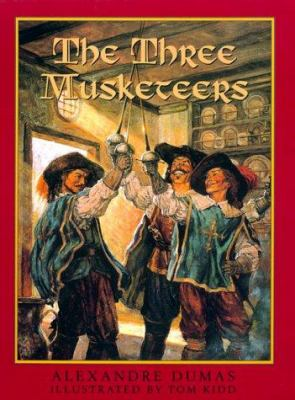 The Three
Musketeers
ALEXANDRE DUMAS
ILLUSTRATED BY TOM KIDD